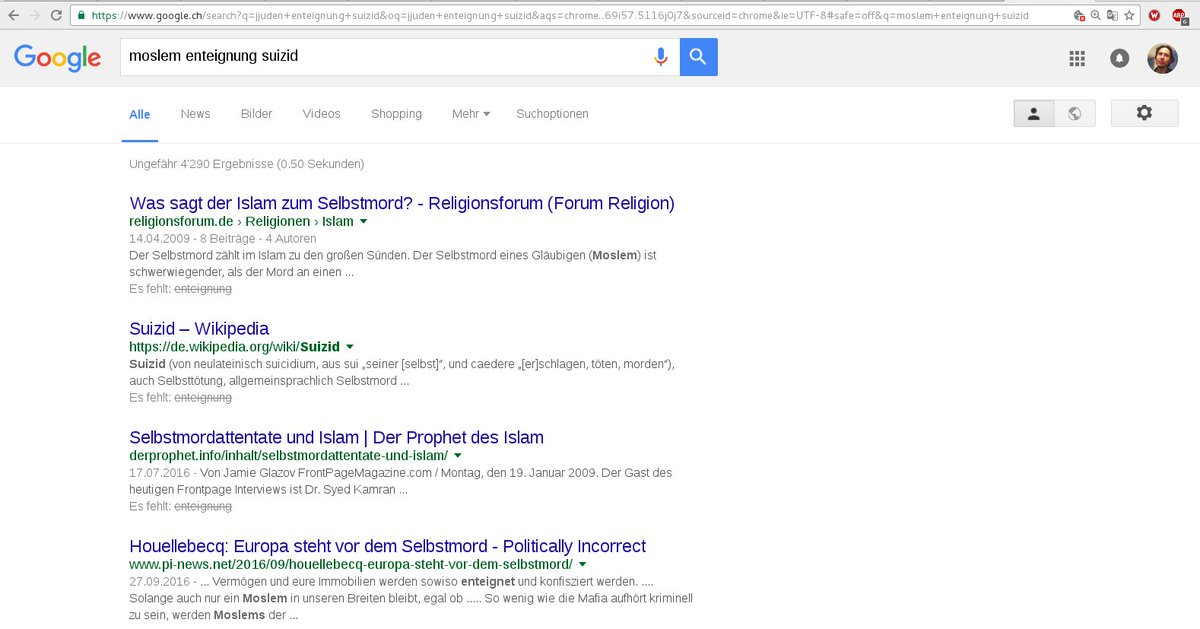 https://www.google.ch/search?q=jjuden+enteignung+suizid&oq=jjuden+enteignung+suizid&aqs=chrome..69i57.5116j0j7&sourceid=chrome&ie=UTF-8#safe=off&q=moslem+enteignung+suizid
Google moslem enteignung suizid
Alle News Bilder Videos Shopping Mehr Suchoptionen
Ungefähr 4'290 Ergebnisse (0.50 Sekunden)
Was sagt der Islam zum Selbstmord? - Religionsforum (Forum Religion)
religionsforum.de › Religionen › Islam
14.04.2009 - 8 Beiträge - 4 Autoren
Der Selbstmord zählt im Islam zu den großen Sünden. Der Selbstmord eines Gläubigen (Moslem) ist
schwerwiegender, als der Mord an einen ...
Es fehlt: enteignung
Suizid – Wikipedia
https://de.wikipedia.org/wiki/Suizid
Suizid (von neulateinisch suicidium, aus sui „seiner [selbst]“, und caedere „[er]schlagen, töten, morden“),
auch Selbsttötung, allgemeinsprachlich Selbstmord ...
Es fehlt: enteignung
Selbstmordattentate und Islam | Der Prophet des Islam
derprophet.info/inhalt/selbstmordattentate-und-islam/
17.07.2016 - Von Jamie Glazov FrontPageMagazine.com / Montag, den 19. Januar 2009. Der Gast des
heutigen Frontpage Interviews ist Dr. Syed Kamran ...
Es fehlt: enteignung
Houellebecq: Europa steht vor dem Selbstmord - Politically Incorrect
www.pi-news.net/2016/09/houellebecq-europa-steht-vor-dem-selbstmord/
27.09.2016 - ... Vermögen und eure Immobilien werden sowiso enteignet und konfisziert werden. ....
Solange auch nur ein Moslem in unseren Breiten bleibt, egal ob ..... So wenig wie die Mafia aufhört kriminell
zu sein, werden Moslems der ...